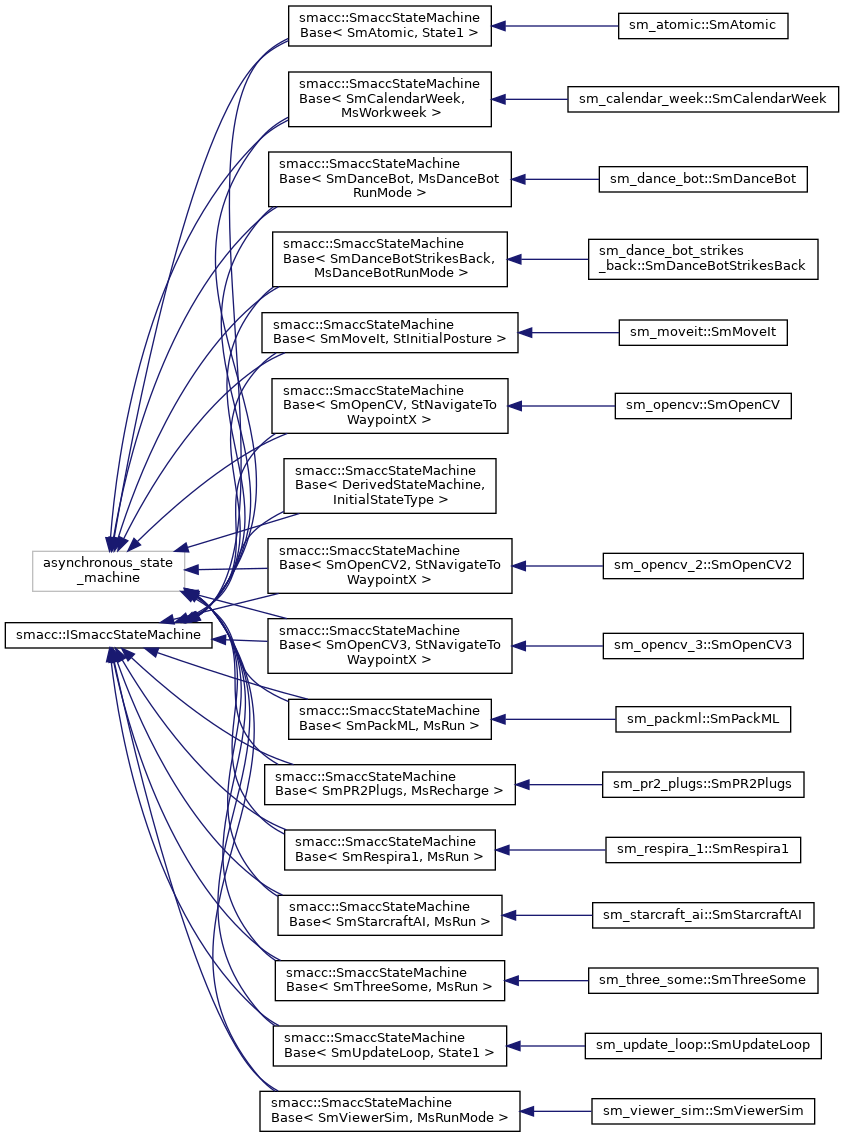 smacc::SmaccStateMachine
Base< SmAtomic, State1 >
sm_atomic::SmAtomic
smacc::SmaccStateMachine
Base< SmCalendarWeek,
MsWorkweek >
sm_calendar_week::SmCalendarWeek
smacc::SmaccStateMachine
Base< SmDanceBot, MsDanceBot
RunMode >
sm_dance_bot::SmDanceBot
smacc::SmaccStateMachine
Base< SmDanceBotStrikesBack,
MsDanceBotRunMode >
sm_dance_bot_strikes
_back::SmDanceBotStrikesBack
smacc::SmaccStateMachine
Base< SmMoveIt, StInitialPosture >
sm_moveit::SmMoveIt
smacc::SmaccStateMachine
Base< SmOpenCV, StNavigateTo
WaypointX >
sm_opencv::SmOpenCV
smacc::SmaccStateMachine
Base< DerivedStateMachine,
InitialStateType >
asynchronous_state
_machine
smacc::SmaccStateMachine
Base< SmOpenCV2, StNavigateTo
WaypointX >
sm_opencv_2::SmOpenCV2
smacc::ISmaccStateMachine
smacc::SmaccStateMachine
Base< SmOpenCV3, StNavigateTo
WaypointX >
sm_opencv_3::SmOpenCV3
smacc::SmaccStateMachine
Base< SmPackML, MsRun >
sm_packml::SmPackML
smacc::SmaccStateMachine
Base< SmPR2Plugs, MsRecharge >
sm_pr2_plugs::SmPR2Plugs
smacc::SmaccStateMachine
Base< SmRespira1, MsRun >
sm_respira_1::SmRespira1
smacc::SmaccStateMachine
Base< SmStarcraftAI, MsRun >
sm_starcraft_ai::SmStarcraftAI
smacc::SmaccStateMachine
Base< SmThreeSome, MsRun >
sm_three_some::SmThreeSome
smacc::SmaccStateMachine
Base< SmUpdateLoop, State1 >
sm_update_loop::SmUpdateLoop
smacc::SmaccStateMachine
Base< SmViewerSim, MsRunMode >
sm_viewer_sim::SmViewerSim